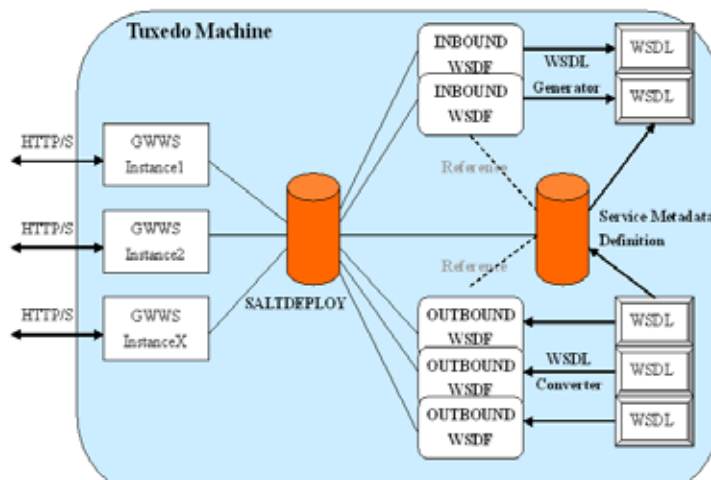 Tuxedo Machine
INBOUND
WSDF
INBOUND
WSDF
WSDL
Generator
WSDL
WSDL
HTTP/S
GWWS
Instance1
HTTP/S
GWWS
Instance2
HTTP/S
GWWS
InstanceX
SALTDEPLOY
Reference
Reference
Service Metadata
Definition
OUTBOUND
WSDF
OUTBOUND
WSDF
OUTBOUND
WSDF
WSDL
Converter
WSDL
WSDL
WSDL